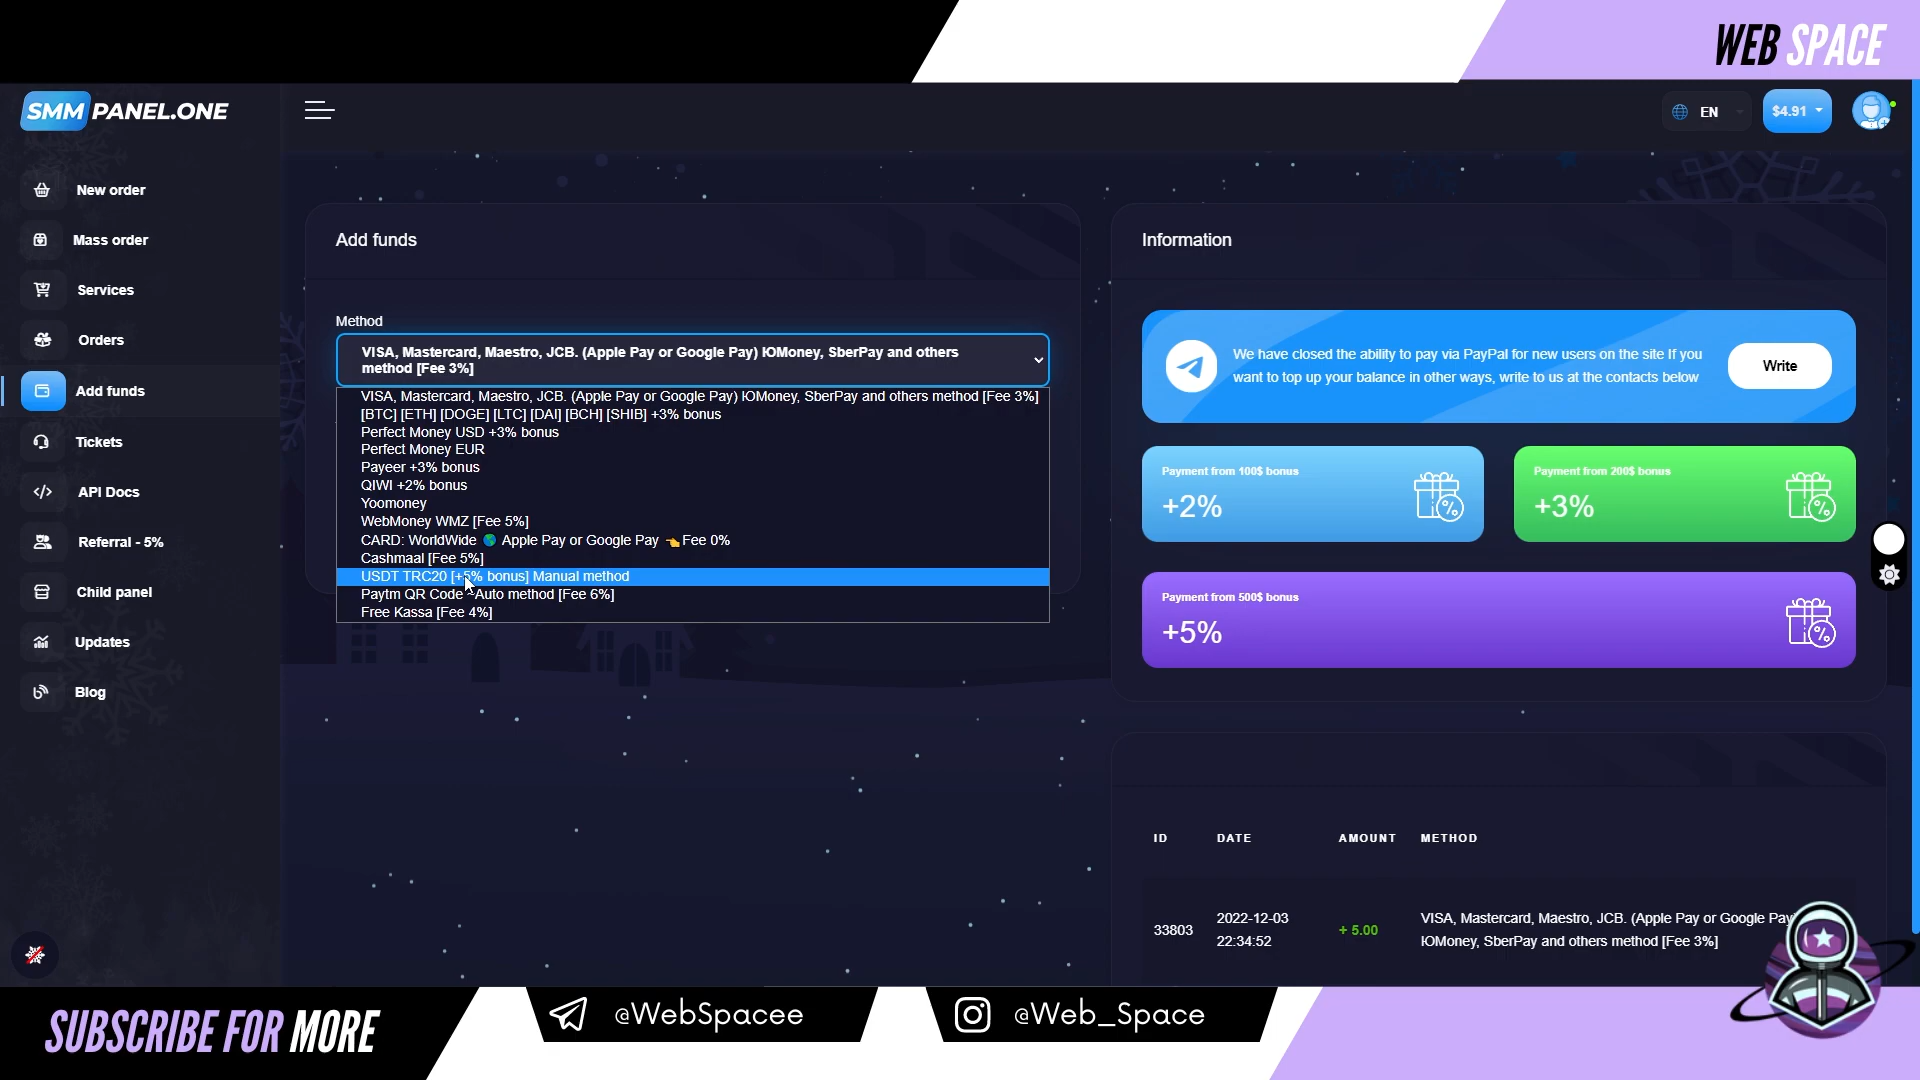 WEB SPACE
SMM PANEL.ONE
EN
$4.91
New order
Mass order
Services
Orders
Add funds
Tickets
API Docs
Referral - 5%
Child panel
Updates
Blog
Add funds
Method
VISA, Mastercard, Maestro, JCB. (Apple Pay or Google Pay) ЮMoney, SberPay and others
method [Fee 3%]
VISA, Mastercard, Maestro, JCB. (Apple Pay or Google Pay) ЮMoney, SberPay and others method [Fee 3%]
[BTC] [ETH] [DOGE] [LTC] [DAI] [BCH] [SHIB] +3% bonus
Perfect Money USD +3% bonus
Perfect Money EUR
Payeer +3% bonus
QIWI +2% bonus
Yoomoney
WebMoney WMZ [Fee 5%]
CARD: WorldWide 🌎 Apple Pay or Google Pay 👈 Fee 0%
Cashmaal [Fee 5%]
USDT TRC20 [+5% bonus] Manual method
Paytm QR Code -Auto method [Fee 6%]
Free Kassa [Fee 4%]
Information
We have closed the ability to pay via PayPal for new users on the site If you
want to top up your balance in other ways, write to us at the contacts below
Write
Payment from 100$ bonus
+2%
Payment from 200$ bonus
+3%
Payment from 500$ bonus
+5%
ID DATE AMOUNT METHOD
33803
2022-12-03
22:34:52
+ 5.00
VISA, Mastercard, Maestro, JCB. (Apple Pay or Google Pay)
ЮMoney, SberPay and others method [Fee 3%]
SUBSCRIBE FOR MORE
@WebSpacee
@Web_Space